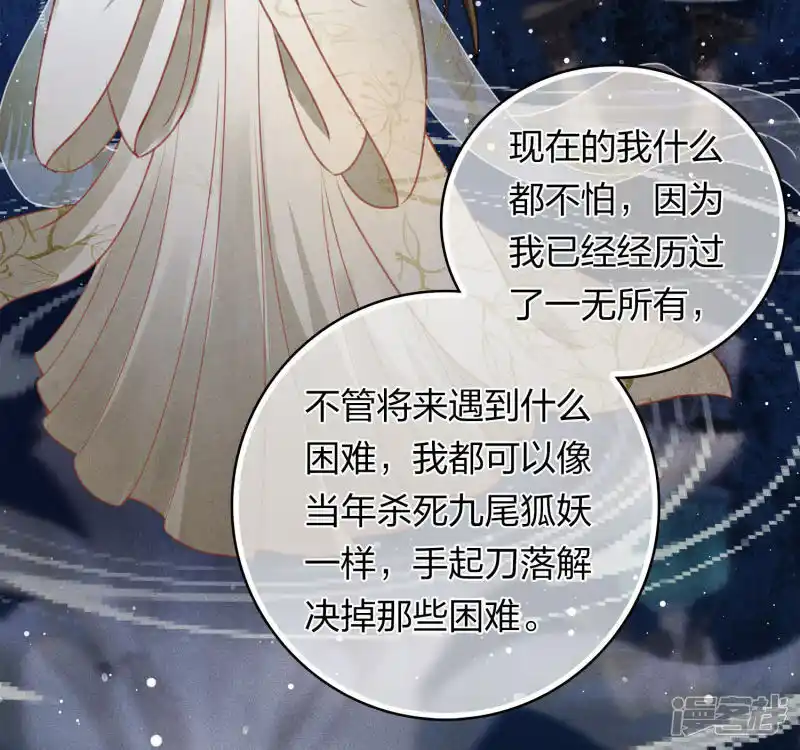 现在的我什么
都不怕，因为
我已经经历过
了一无所有，
不管将来遇到什么
困难，我都可以像
当年杀死九尾狐妖
一样，手起刀落解
决掉那些困难。
漫客栈